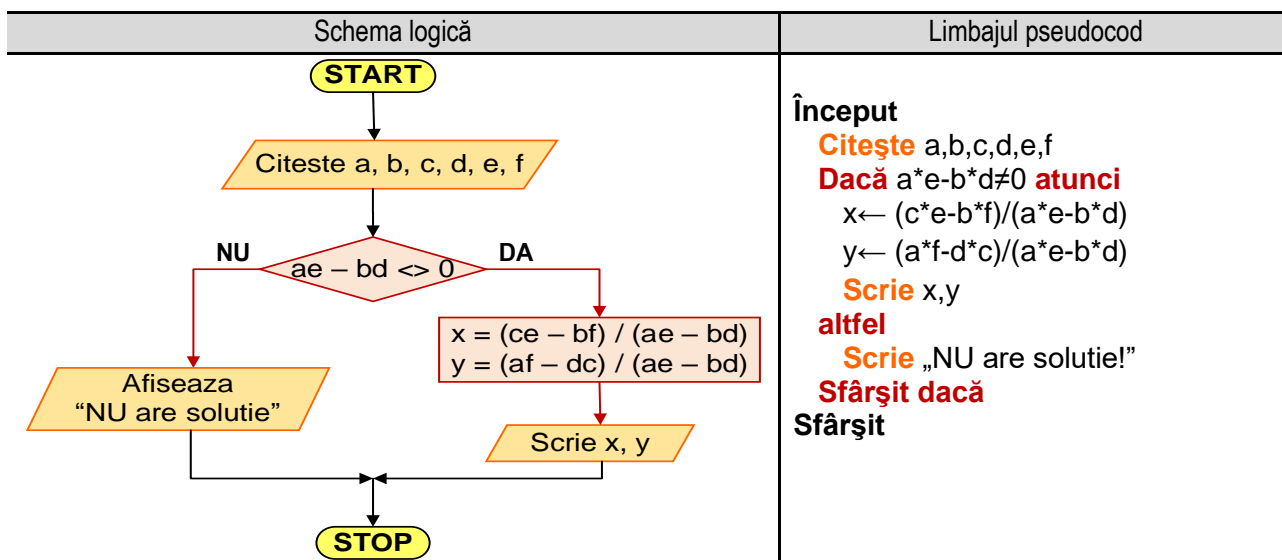 Schema logică
Limbajul pseudocod
START
Citeste a, b, c, d, e, f
NU
ae – bd <> 0
DA
x = (ce – bf) / (ae – bd)
y = (af – dc) / (ae – bd)
Afiseaza
“NU are solutie”
Scrie x, y
STOP
Început
Citeşte a,b,c,d,e,f
Dacă a*e-b*d≠0 atunci
x← (c*e-b*f)/(a*e-b*d)
y← (a*f-d*c)/(a*e-b*d)
Scrie x,y
altfel
Scrie „NU are solutie!”
Sfârşit dacă
Sfârşit